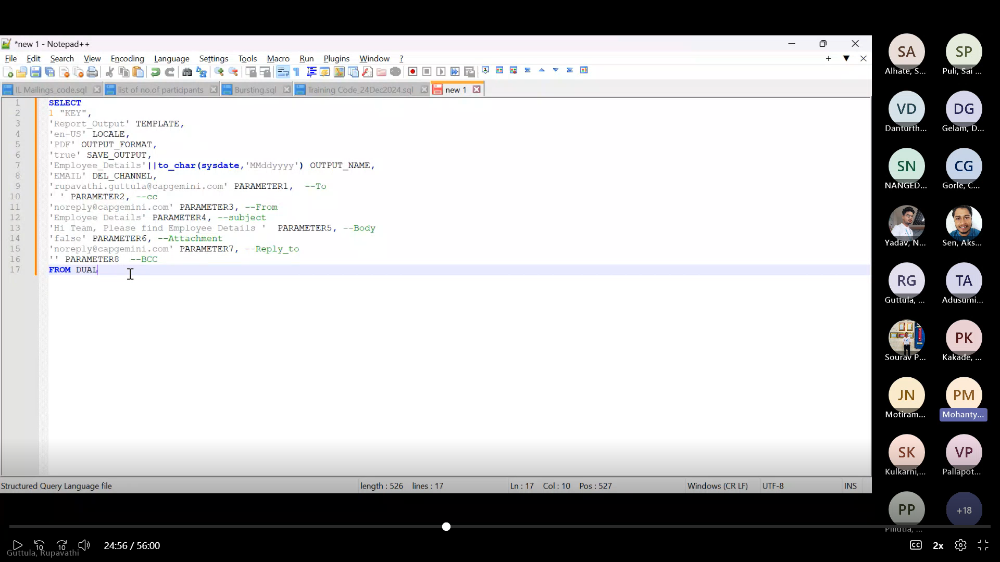 *new 1 - Notepad++
File Edit Search View Encoding Language Settings Tools Macro Run Plugins Window ?
IL Mailings_code.sql list of no.of participants Bursting.sql Training Code_24Dec2024.sql new 1
1 SELECT
2 1 "KEY",
3 'Report_Output' TEMPLATE,
4 'en-US' LOCALE,
5 'PDF' OUTPUT_FORMAT,
6 'true' SAVE_OUTPUT,
7 'Employee_Details'||to_char(sysdate,'MMddyyyy') OUTPUT_NAME,
8 'EMAIL' DEL_CHANNEL,
9 'rupavathi.guttula@capgemini.com' PARAMETER1, --To
10 ' ' PARAMETER2, --cc
11 'noreply@capgemini.com' PARAMETER3, --From
12 'Employee Details' PARAMETER4, --subject
13 'Hi Team, Please find Employee Details ' PARAMETER5, --Body
14 'false' PARAMETER6, --Attachment
15 'noreply@capgemini.com' PARAMETER7, --Reply_to
16 '' PARAMETER8 --BCC
17 FROM DUAL
Structured Query Language file length : 526 lines : 17 Ln : 17 Col : 10 Pos : 527 Windows (CR LF) UTF-8 INS
SA SP
Alhate, S... Puli, Sai ...
VD DG
Danturth... Gelam, D...
SN CG
NANGED... Gorle, C...
Yadav, N... Sen, Aks...
RG TA
Guttula, ... Adusumi...
PK
Sourav P... Kakade, ...
JN PM
Motiram... Mohanty...
SK VP
Kulkarni,... Pallapot...
PP +18
10 10 24:56 / 56:00 CC 2x
Guttula, Rupavathi